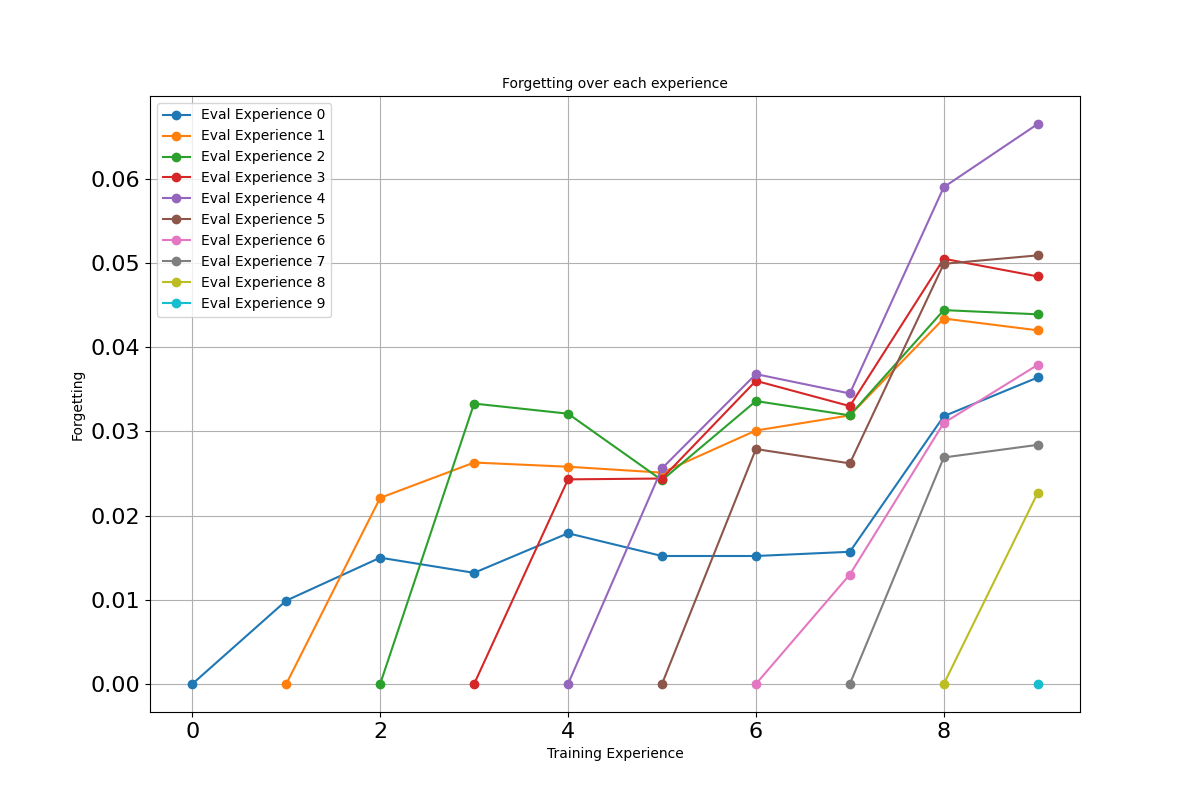 Forgetting over each experience
Eval Experience 0
Eval Experience 1
Eval Experience 2
Eval Experience 3
Eval Experience 4
Eval Experience 5
Eval Experience 6
Eval Experience 7
Eval Experience 8
Eval Experience 9
0.06
0.05
0.04
0.03
0.02
0.01
0.00
Forgetting
0 2 4 6 8
Training Experience